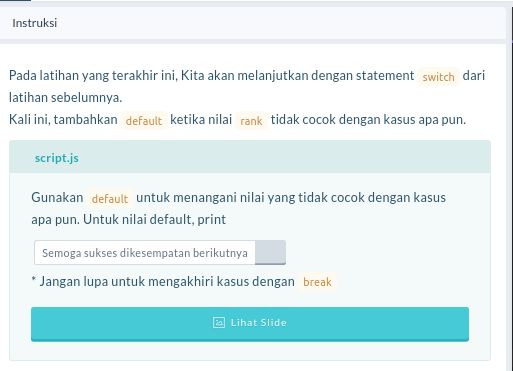 Instruksi
Pada latihan yang terakhir ini, Kita akan melanjutkan dengan statement switch dari
latihan sebelumnya.
Kali ini, tambahkan default ketika nilai rank tidak cocok dengan kasus apa pun.
script.js
Gunakan default untuk menangani nilai yang tidak cocok dengan kasus
apa pun. Untuk nilai default, print
Semoga sukses dikesempatan berikutnya
* Jangan lupa untuk mengakhiri kasus dengan break
Lihat Slide